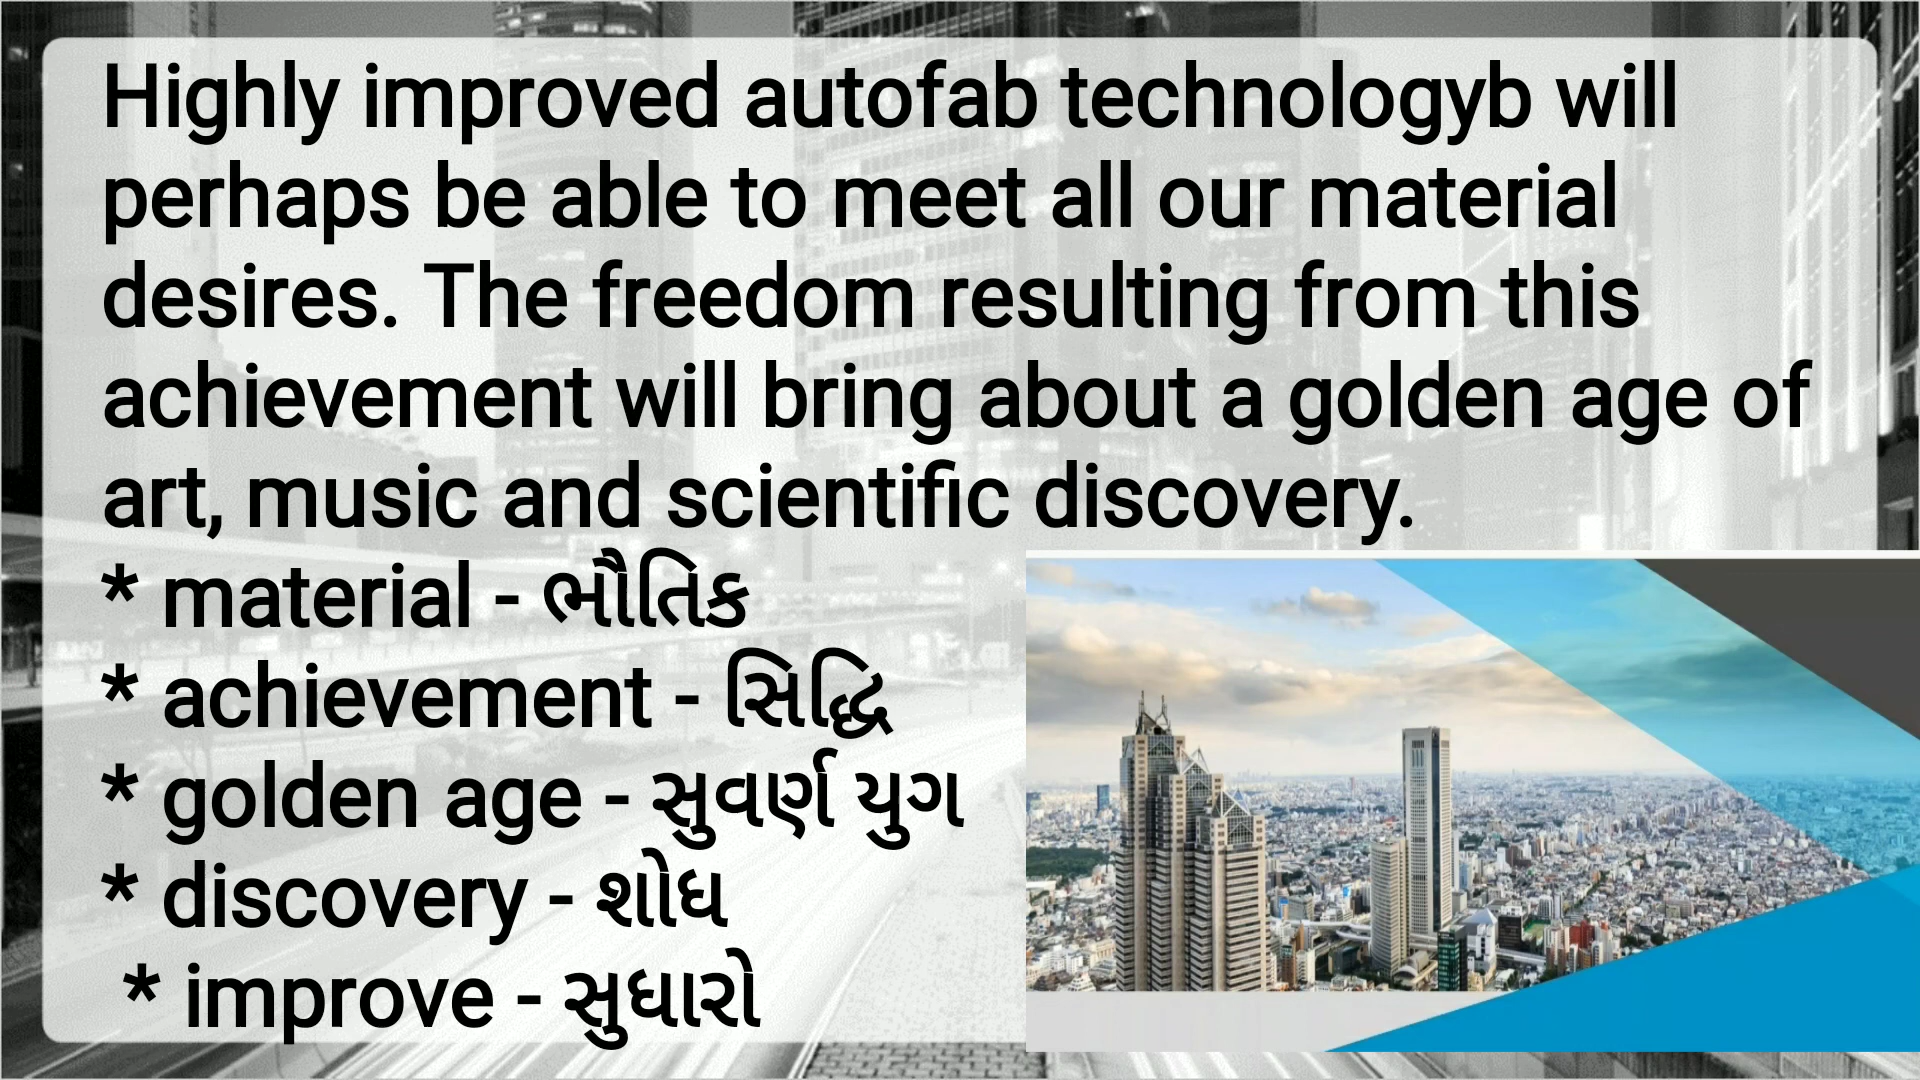 Highly improved autofab technologyb will
perhaps be able to meet all our material
desires. The freedom resulting from this
achievement will bring about a golden age of
art, music and scientific discovery.
* material - ભૌતિક
* achievement - સિદ્ધિ
* golden age - સુવર્ણ યુગ
* discovery - શોધ
* improve - સુધારો